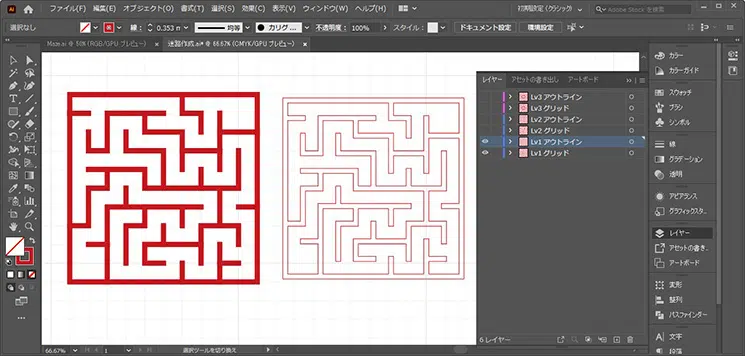 Ai ファイル(F) 編集(E) オブジェクト(O) 書式(T) 選択(S) 効果(C) 表示(V) ウィンドウ(W) ヘルプ(H) 初期設定 (クラシック) Adobe Stock を検索
選択なし 線 : 0.353 m 均等 カリグ... 不透明度 : 100% スタイル : ドキュメント設定 環境設定
迷路作成.ai* @ 66.67% (CMYK/GPU プレビュー)
レイヤー アセットの書き出し アートボード
Lv3 アウトライン
Lv3 グリッド
Lv2 アウトライン
Lv2 グリッド
Lv1 アウトライン
Lv1 グリッド
6 レイヤー
カラー
カラーガイド
スウォッチ
ブラシ
シンボル
線
グラデーション
透明
アピアランス
グラフィックスタ...
レイヤー
アセットの書き...
アートボード
変形
整列
パスファインダー
文字
段落
66.67% 1 選択ツールを切り換え